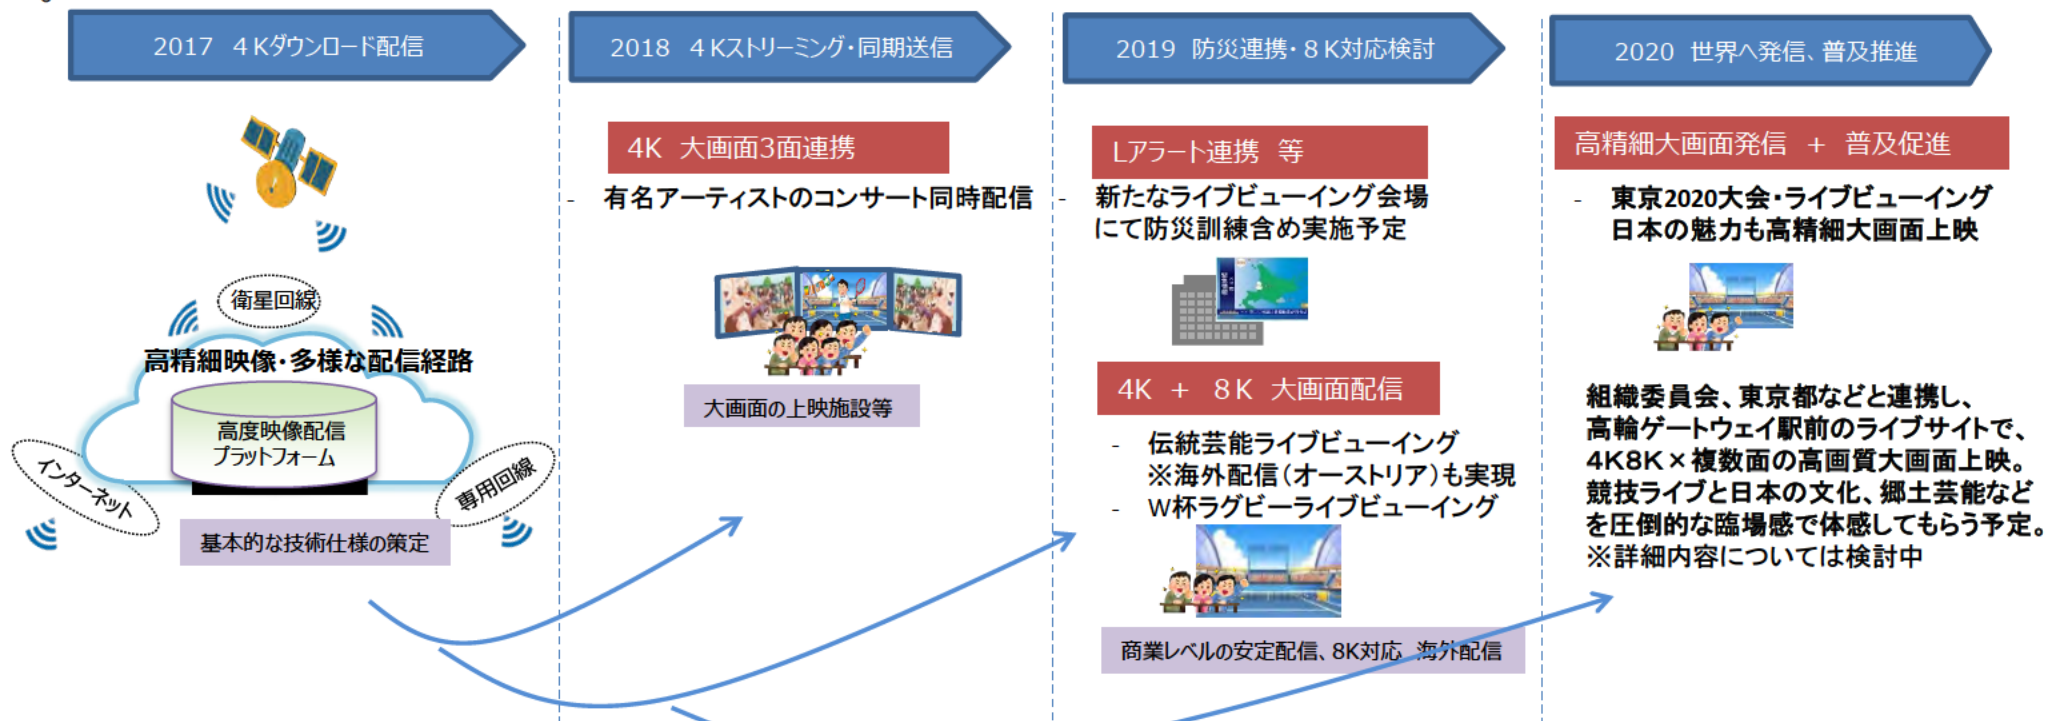 2017 4Kダウンロード配信
衛星回線
高精細映像・多様な配信経路
高度映像配信
プラットフォーム
インターネット
専用回線
基本的な技術仕様の策定
2018 4Kストリーミング・同期送信
4K 大画面3面連携
- 有名アーティストのコンサート同時配信
大画面の上映施設等
2019 防災連携・8K対応検討
Lアラート連携 等
- 新たなライブビューイング会場
にて防災訓練含め実施予定
4K + 8K 大画面配信
- 伝統芸能ライブビューイング
※海外配信(オーストリア)も実現
- W杯ラグビーライブビューイング
商業レベルの安定配信、8K対応 海外配信
2020 世界へ発信、普及推進
高精細大画面発信 + 普及促進
- 東京2020大会・ライブビューイング
日本の魅力も高精細大画面上映
組織委員会、東京都などと連携し、
高輪ゲートウェイ駅前のライブサイトで、
4K8K×複数面の高画質大画面上映。
競技ライブと日本の文化、郷土芸能など
を圧倒的な臨場感で体感してもらう予定。
※詳細内容については検討中